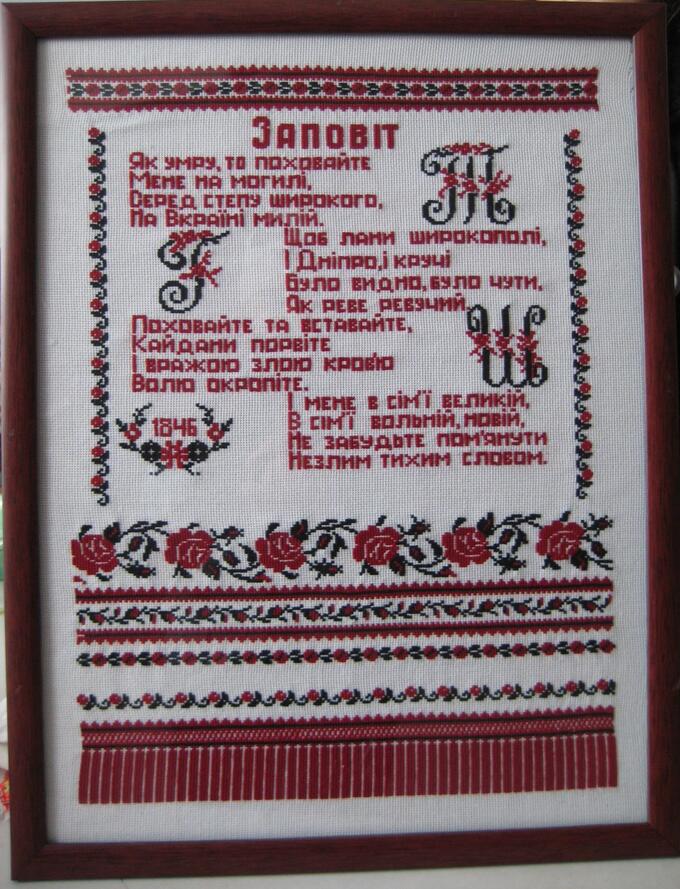 Заповіт
Як умру, то поховайте
Мене на могилі,
Серед степу широкого,
На Вкраїні милій.
Т
Щоб лани широкополі,
І Дніпро, і кручі
Було видно, було чути,
Як реве ревучий.
Г
Поховайте та вставайте,
Кайдани порвіте
І вражою злою кров'ю
Волю окропіте.
Ш
І мене в сім'ї великій,
В сім'ї вольній, новій,
Не забудьте пом'янути
Незлим тихим словом.
1846